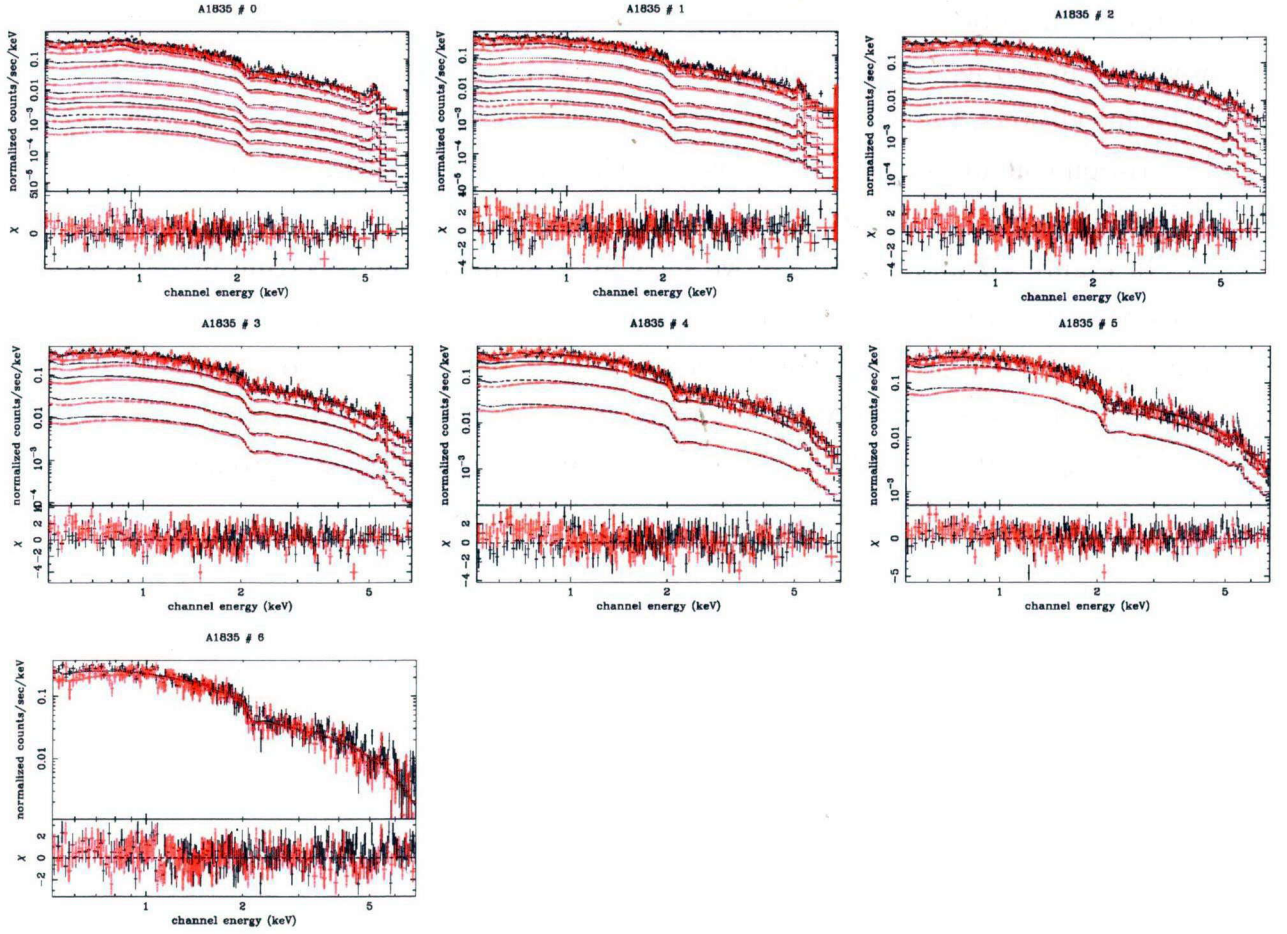 A1835 # 0
normalized counts/sec/keV
0.1
0.01
10⁻³
10⁻⁴
10⁻⁵
5
χ
0
1
2
5
channel energy (keV)
A1835 # 1
normalized counts/sec/keV
0.1
0.01
10⁻³
10⁻⁴
10⁻⁵
χ
2
0
−2
−4
1
2
5
channel energy (keV)
A1835 # 2
normalized counts/sec/keV
0.1
0.01
10⁻³
10⁻⁴
χ
2
0
−2
−4
1
2
5
channel energy (keV)
A1835 # 3
normalized counts/sec/keV
0.1
0.01
10⁻³
10⁻⁴
χ
2
0
−2
−4
1
2
5
channel energy (keV)
A1835 # 4
normalized counts/sec/keV
0.1
0.01
10⁻³
χ
2
0
−2
−4
1
2
5
channel energy (keV)
A1835 # 5
normalized counts/sec/keV
0.1
0.01
10⁻³
χ
0
−5
1
2
5
channel energy (keV)
A1835 # 6
normalized counts/sec/keV
0.1
0.01
χ
2
0
−2
1
2
5
channel energy (keV)